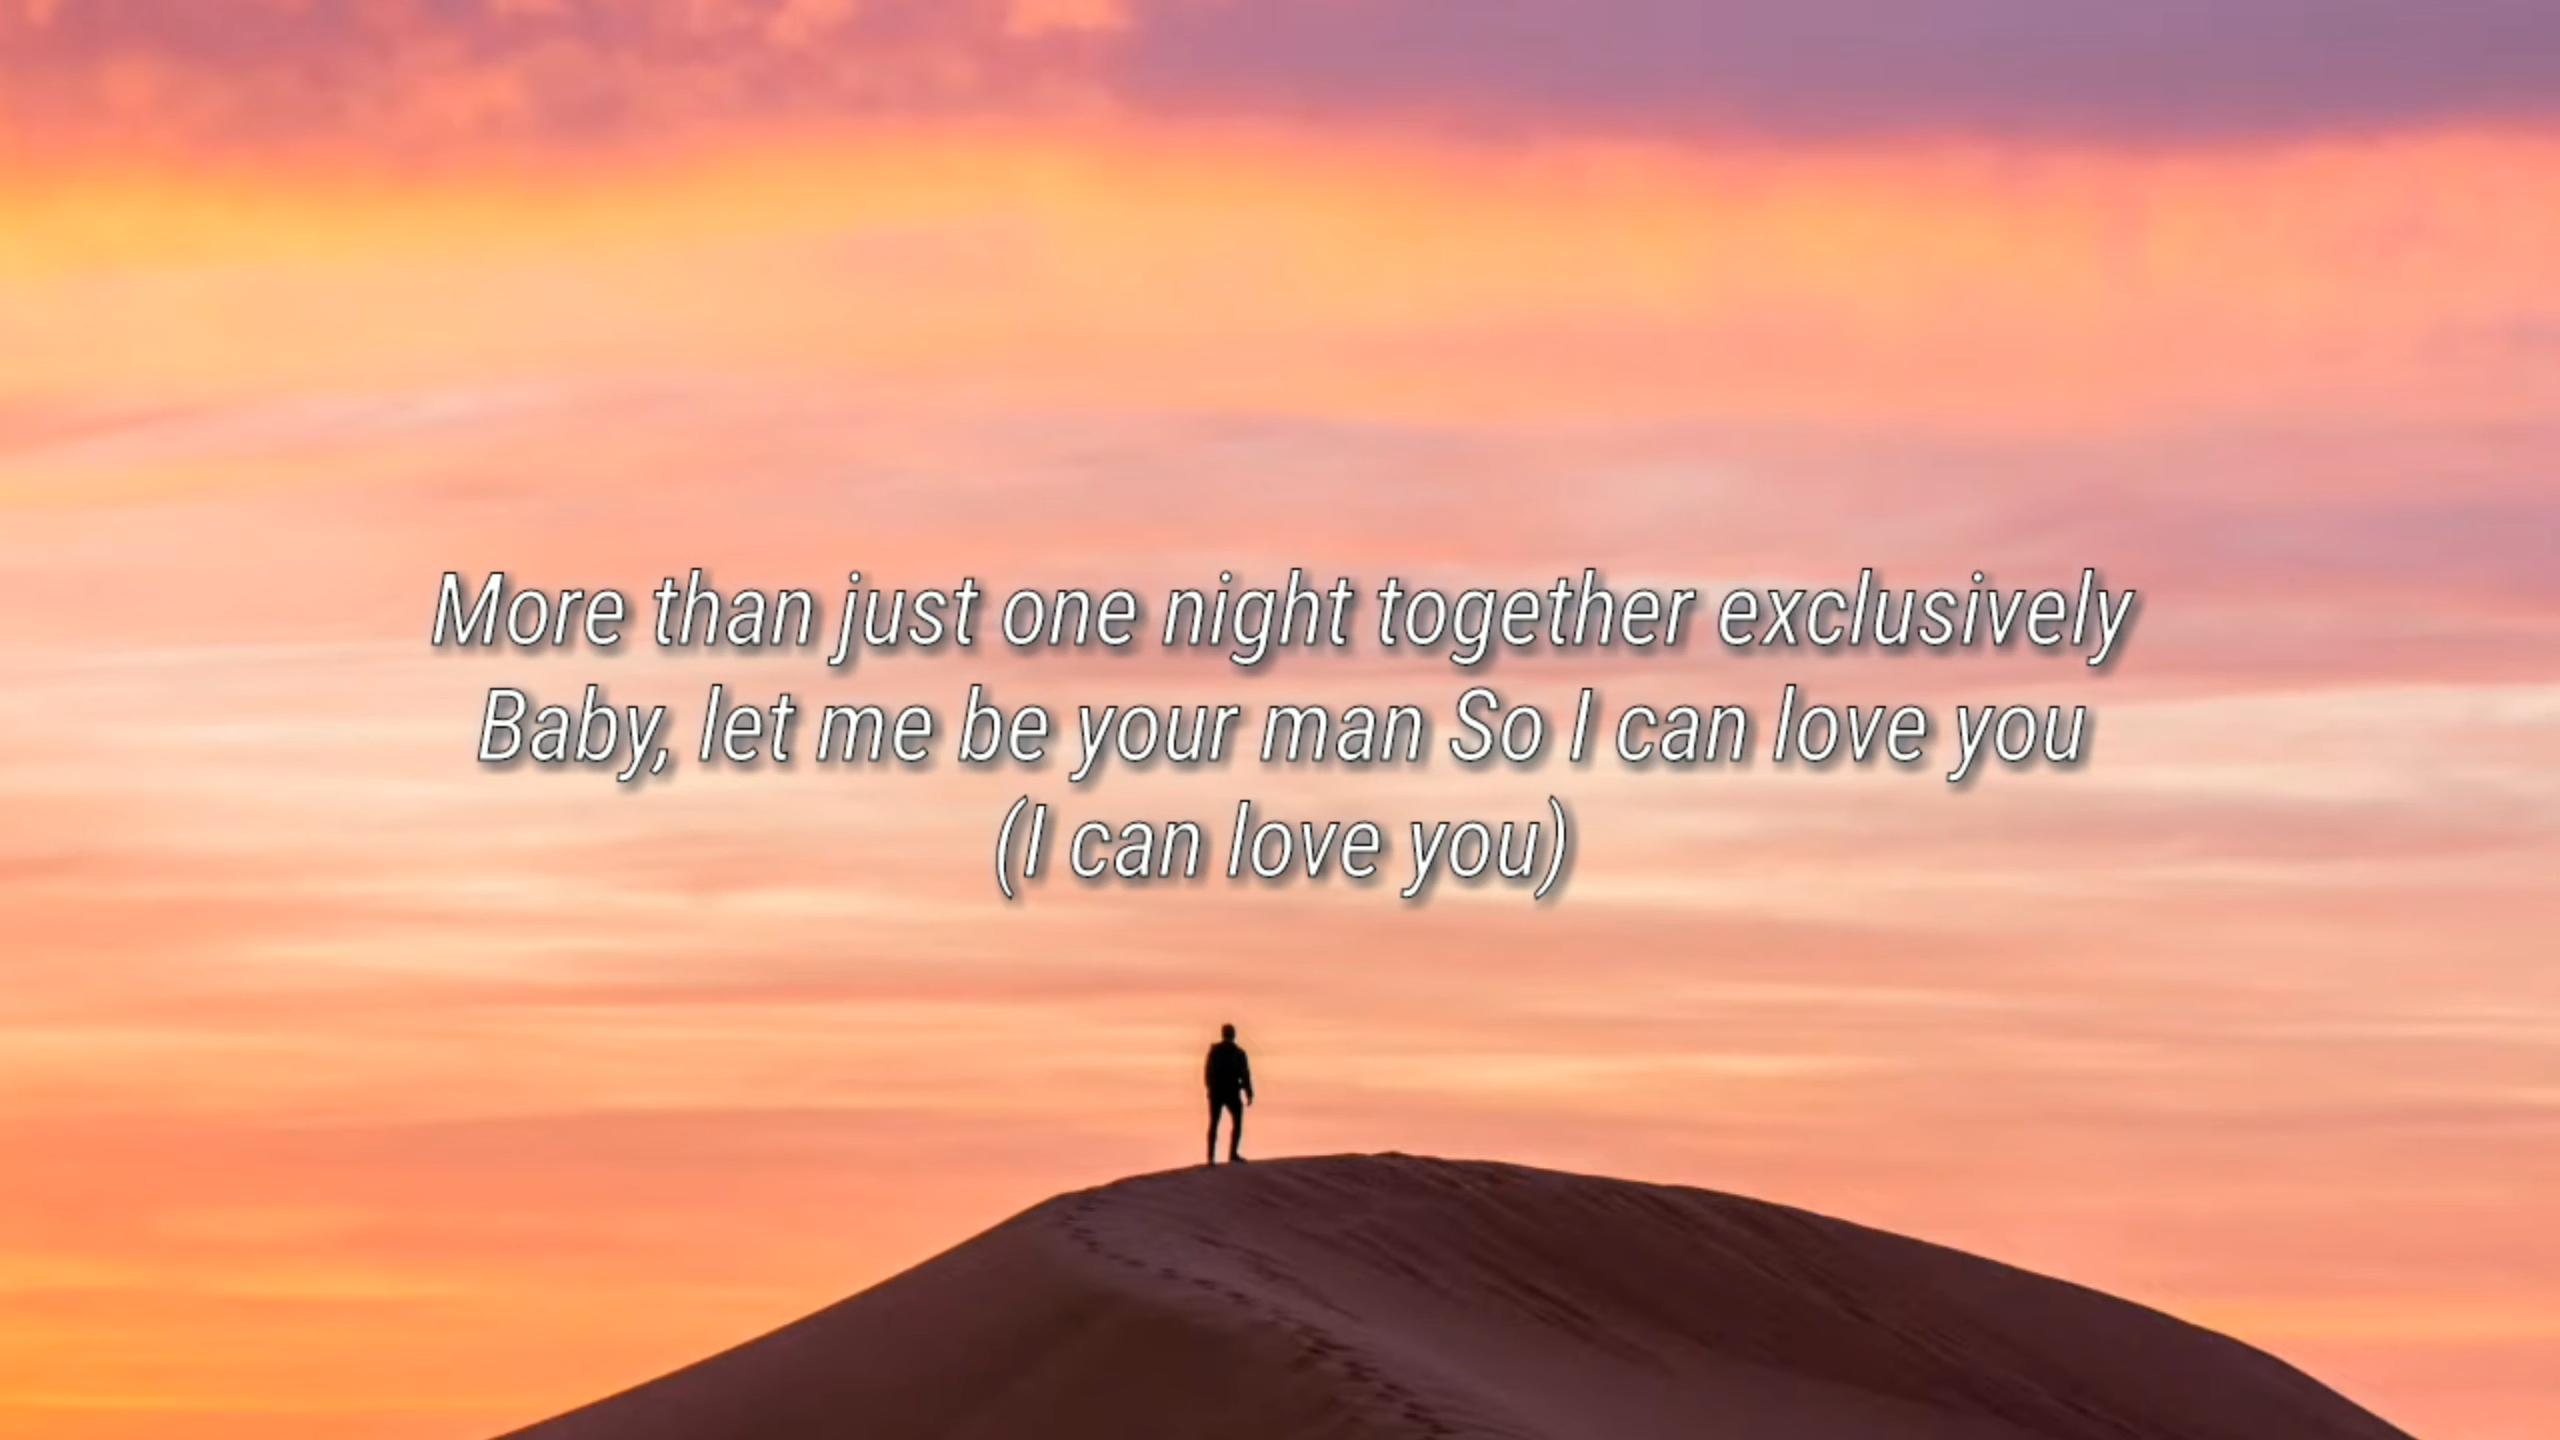 More than just one night together exclusively
Baby, let me be your man So I can love you
(I can love you)